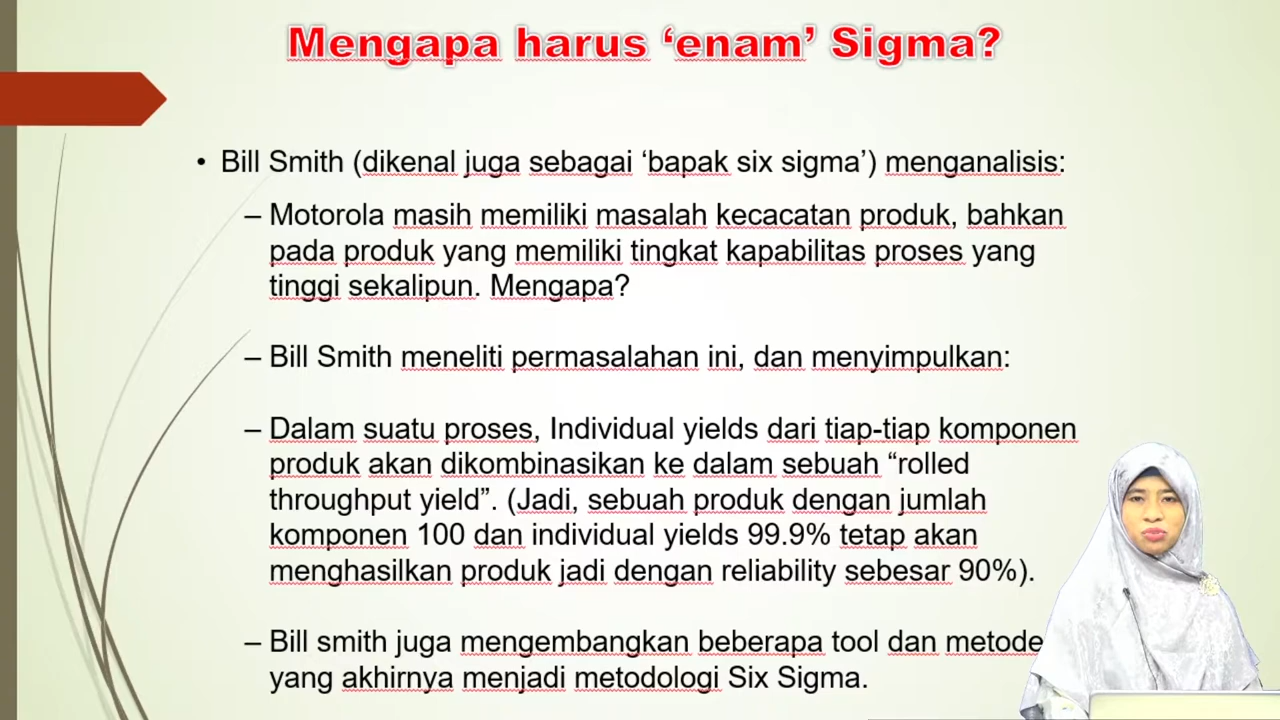 Mengapa harus ‘enam’ Sigma?
• Bill Smith (dikenal juga sebagai ‘bapak six sigma’) menganalisis:
– Motorola masih memiliki masalah kecacatan produk, bahkan
pada produk yang memiliki tingkat kapabilitas proses yang
tinggi sekalipun. Mengapa?
– Bill Smith meneliti permasalahan ini, dan menyimpulkan:
– Dalam suatu proses, Individual yields dari tiap-tiap komponen
produk akan dikombinasikan ke dalam sebuah “rolled
throughput yield”. (Jadi, sebuah produk dengan jumlah
komponen 100 dan individual yields 99.9% tetap akan
menghasilkan produk jadi dengan reliability sebesar 90%).
– Bill smith juga mengembangkan beberapa tool dan metode
yang akhirnya menjadi metodologi Six Sigma.